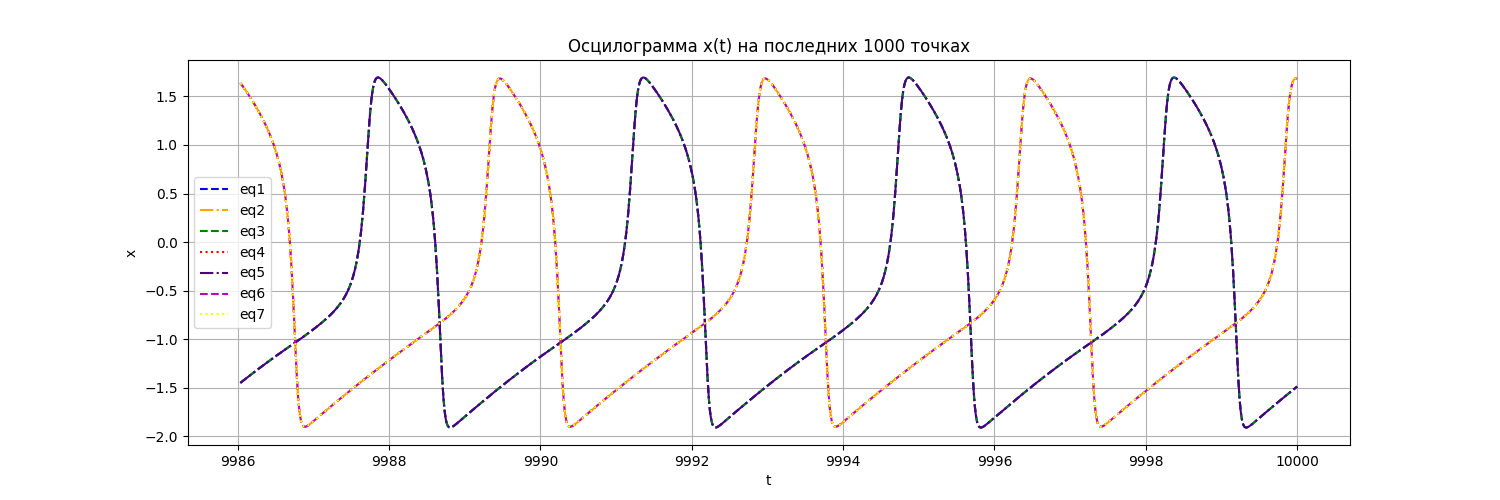 Осцилограмма x(t) на последних 1000 точках
1.5
1.0
0.5
0.0
−0.5
−1.0
−1.5
−2.0
x
eq1
eq2
eq3
eq4
eq5
eq6
eq7
9986 9988 9990 9992 9994 9996 9998 10000
t